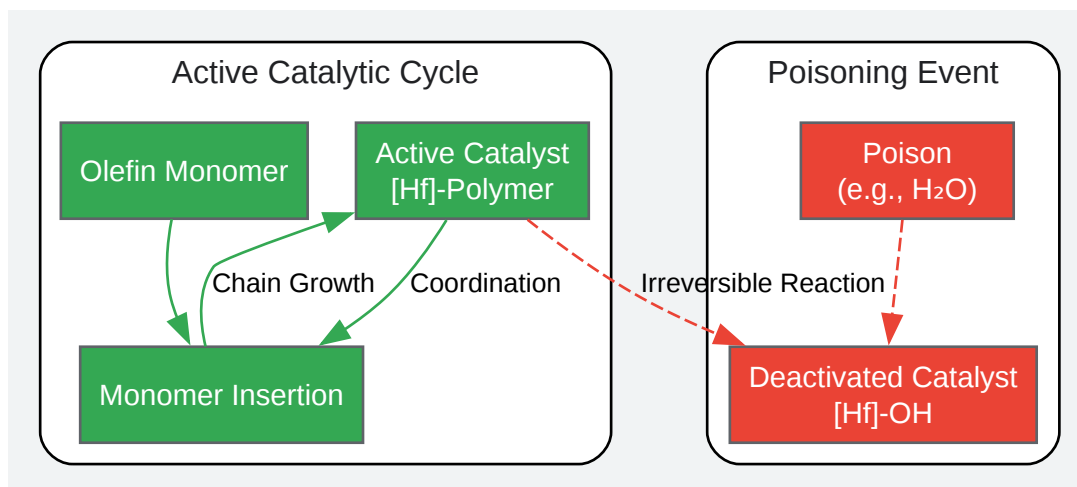 Active Catalytic Cycle
Poisoning Event
Olefin Monomer
Active Catalyst
[Hf]-Polymer
Poison
(e.g., H₂O)
Chain Growth
Coordination
Irreversible Reaction
Monomer Insertion
Deactivated Catalyst
[Hf]-OH